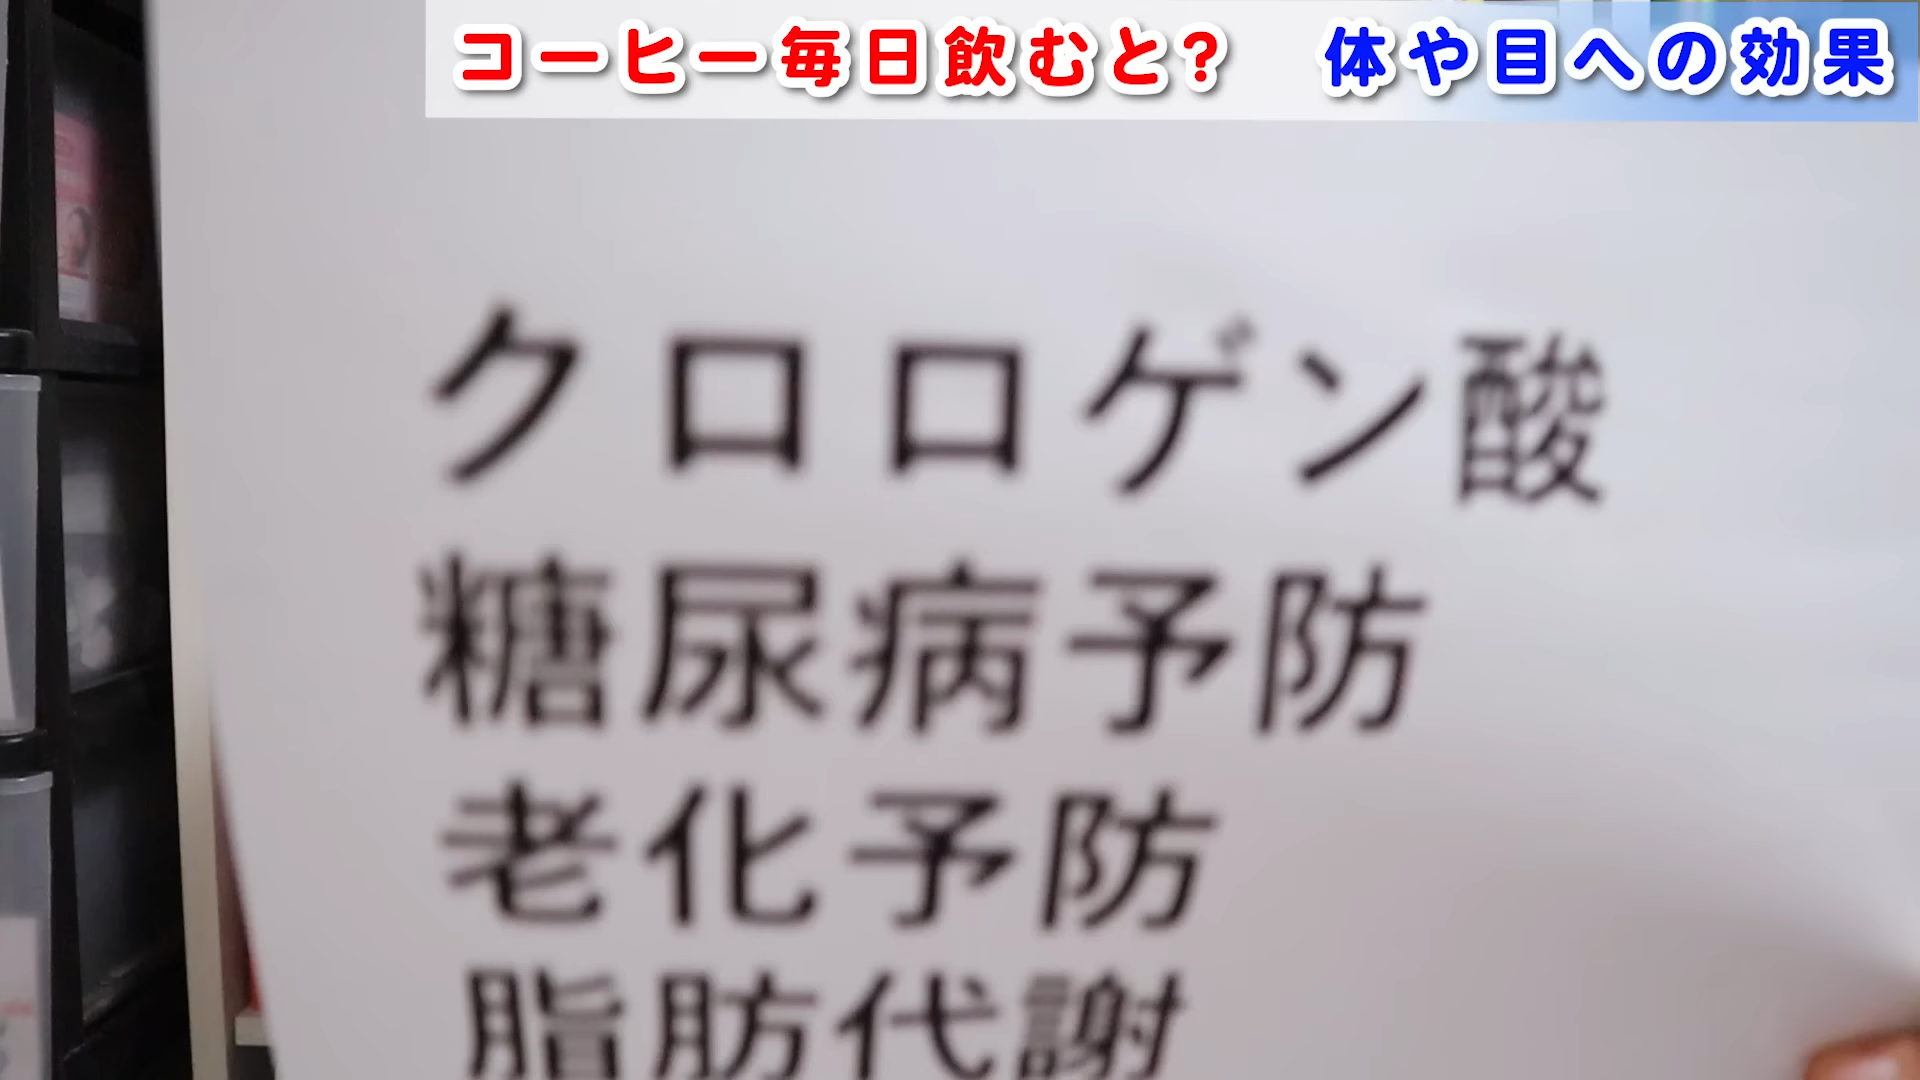 コーヒー毎日飲むと?　体や目への効果
クロロゲン酸
糖尿病予防
老化予防
脂肪代謝